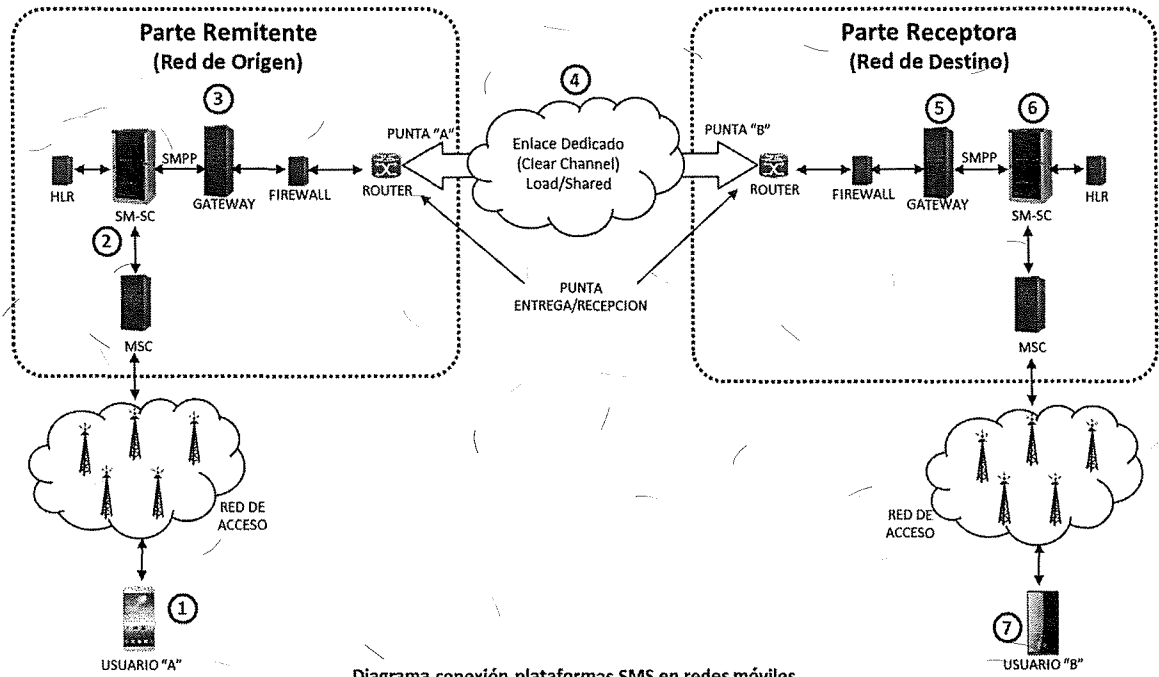 Parte Remitente
(Red de Origen)
Parte Receptora
(Red de Destino)
3
4
5
6
PUNTA "A"
Enlace Dedicado
(Clear Channel)
Load/Shared
PUNTA "B"
HLR
SM-SC
SMPP
GATEWAY
FIREWALL
ROUTER
ROUTER
FIREWALL
GATEWAY
SMPP
SM-SC
HLR
2
MSC
PUNTA
ENTREGA/RECEPCION
MSC
RED DE
ACCESO
RED DE
ACCESO
1
7
USUARIO "A"
USUARIO "B"
Diagrama conexión plataformas SMS en redes móviles